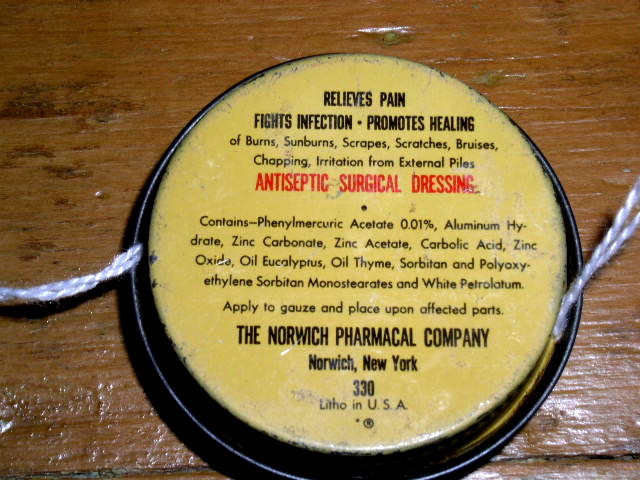 RELIEVES PAIN
FIGHTS INFECTION • PROMOTES HEALING
of Burns, Sunburns, Scrapes, Scratches, Bruises,
Chapping, Irritation from External Piles
ANTISEPTIC SURGICAL DRESSING
•
Contains—Phenylmercuric Acetate 0.01%, Aluminum Hy-
drate, Zinc Carbonate, Zinc Acetate, Carbolic Acid, Zinc
Oxide, Oil Eucalyptus, Oil Thyme, Sorbitan and Polyoxy-
ethylene Sorbitan Monostearates and White Petrolatum.
Apply to gauze and place upon affected parts.
THE NORWICH PHARMACAL COMPANY
Norwich, New York
330
Litho in U. S. A.
* ®